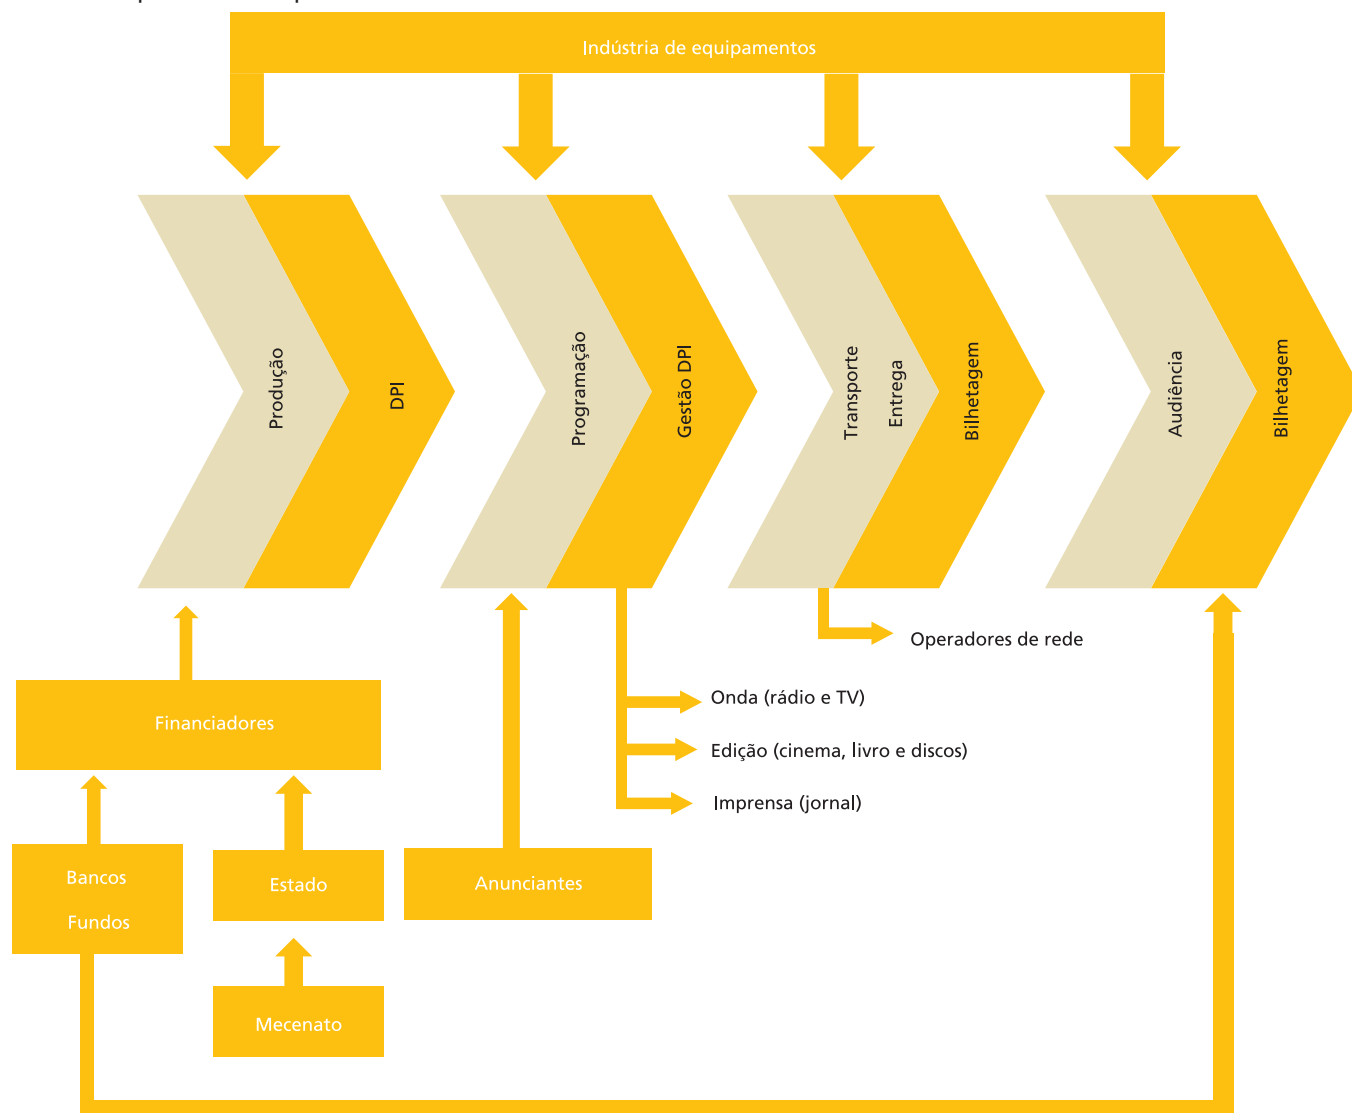 Indústria de equipamentos
Produção
DPI
Programação
Gestão DPI
Transporte
Entrega
Bilhetagem
Audiência
Bilhetagem
Operadores de rede
Onda (rádio e TV)
Edição (cinema, livro e discos)
Imprensa (jornal)
Financiadores
Bancos
Fundos
Estado
Anunciantes
Mecenato